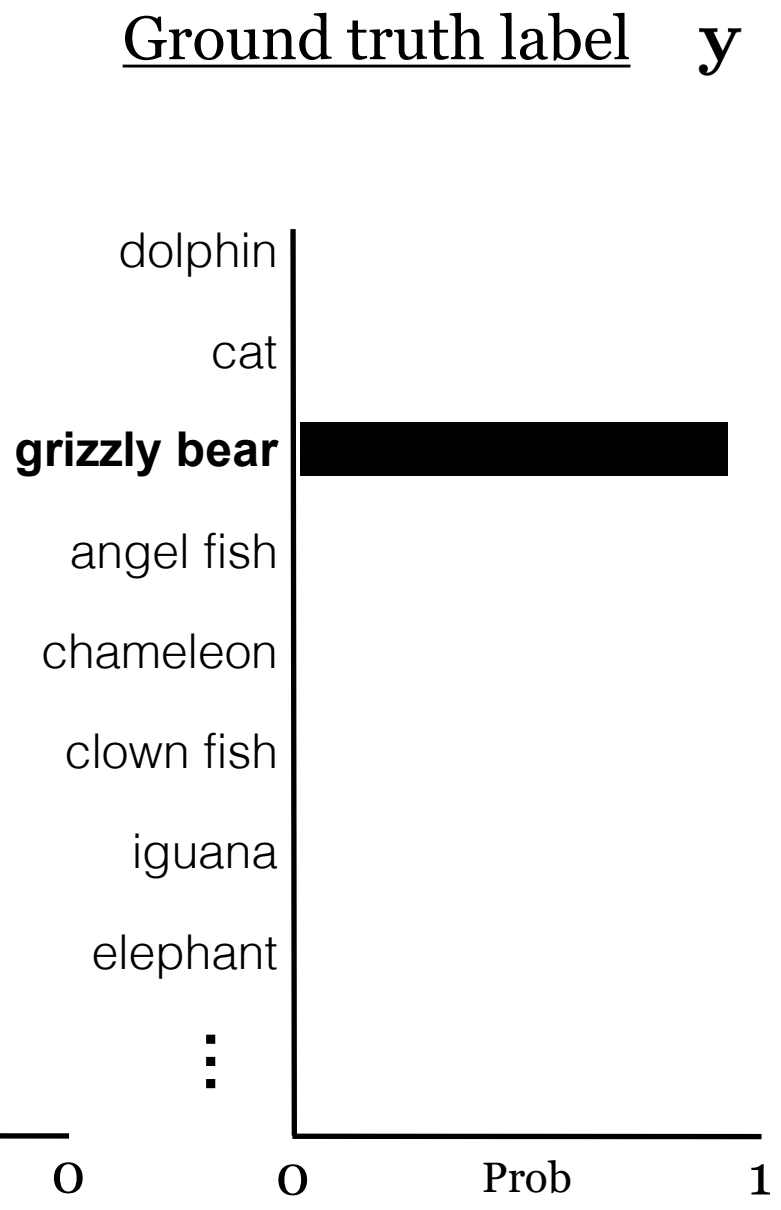 Ground truth label y
dolphin
cat
grizzly bear
angel fish
chameleon
clown fish
iguana
elephant
⋮
0 0 Prob 1